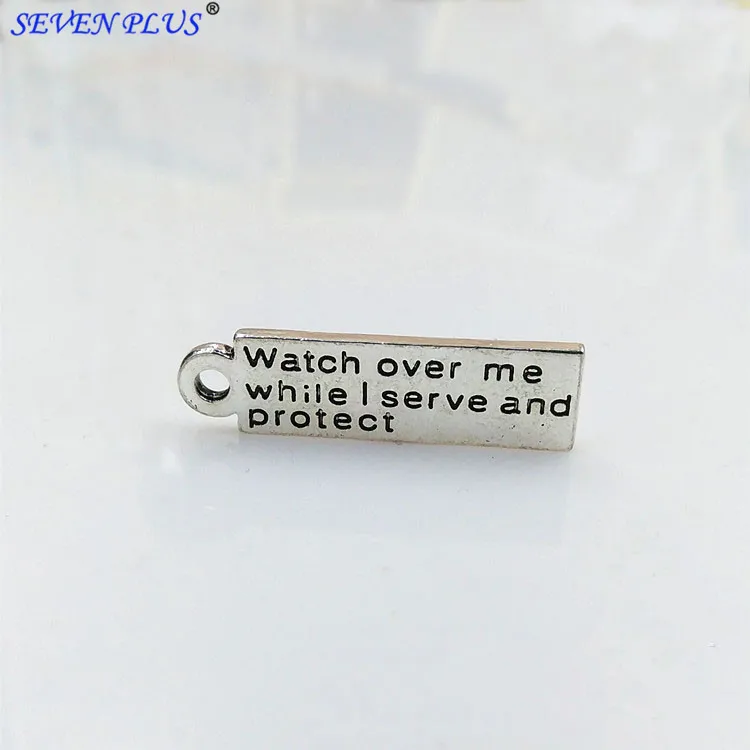 SEVEN PLUS®
Watch over me
while I serve and
protect